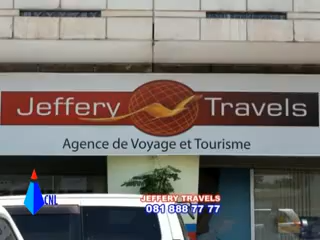 Jeffery Travels
Agence de Voyage et Tourisme
CNL
JEFFERY TRAVELS
081 888 77 77